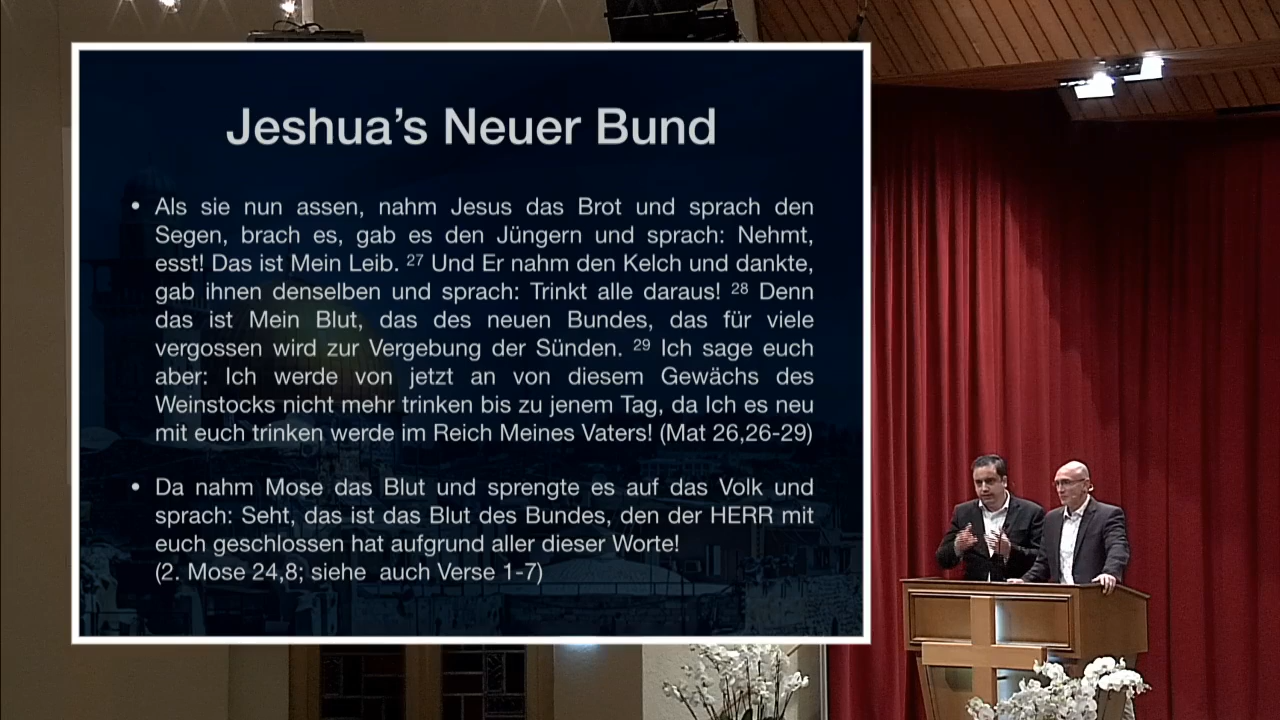 Jeshua's Neuer Bund
• Als sie nun assen, nahm Jesus das Brot und sprach den
Segen, brach es, gab es den Jüngern und sprach: Nehmt,
esst! Das ist Mein Leib. ²⁷ Und Er nahm den Kelch und dankte,
gab ihnen denselben und sprach: Trinkt alle daraus! ²⁸ Denn
das ist Mein Blut, das des neuen Bundes, das für viele
vergossen wird zur Vergebung der Sünden. ²⁹ Ich sage euch
aber: Ich werde von jetzt an von diesem Gewächs des
Weinstocks nicht mehr trinken bis zu jenem Tag, da Ich es neu
mit euch trinken werde im Reich Meines Vaters! (Mat 26,26-29)
• Da nahm Mose das Blut und sprengte es auf das Volk und
sprach: Seht, das ist das Blut des Bundes, den der HERR mit
euch geschlossen hat aufgrund aller dieser Worte!
(2. Mose 24,8; siehe auch Verse 1-7)